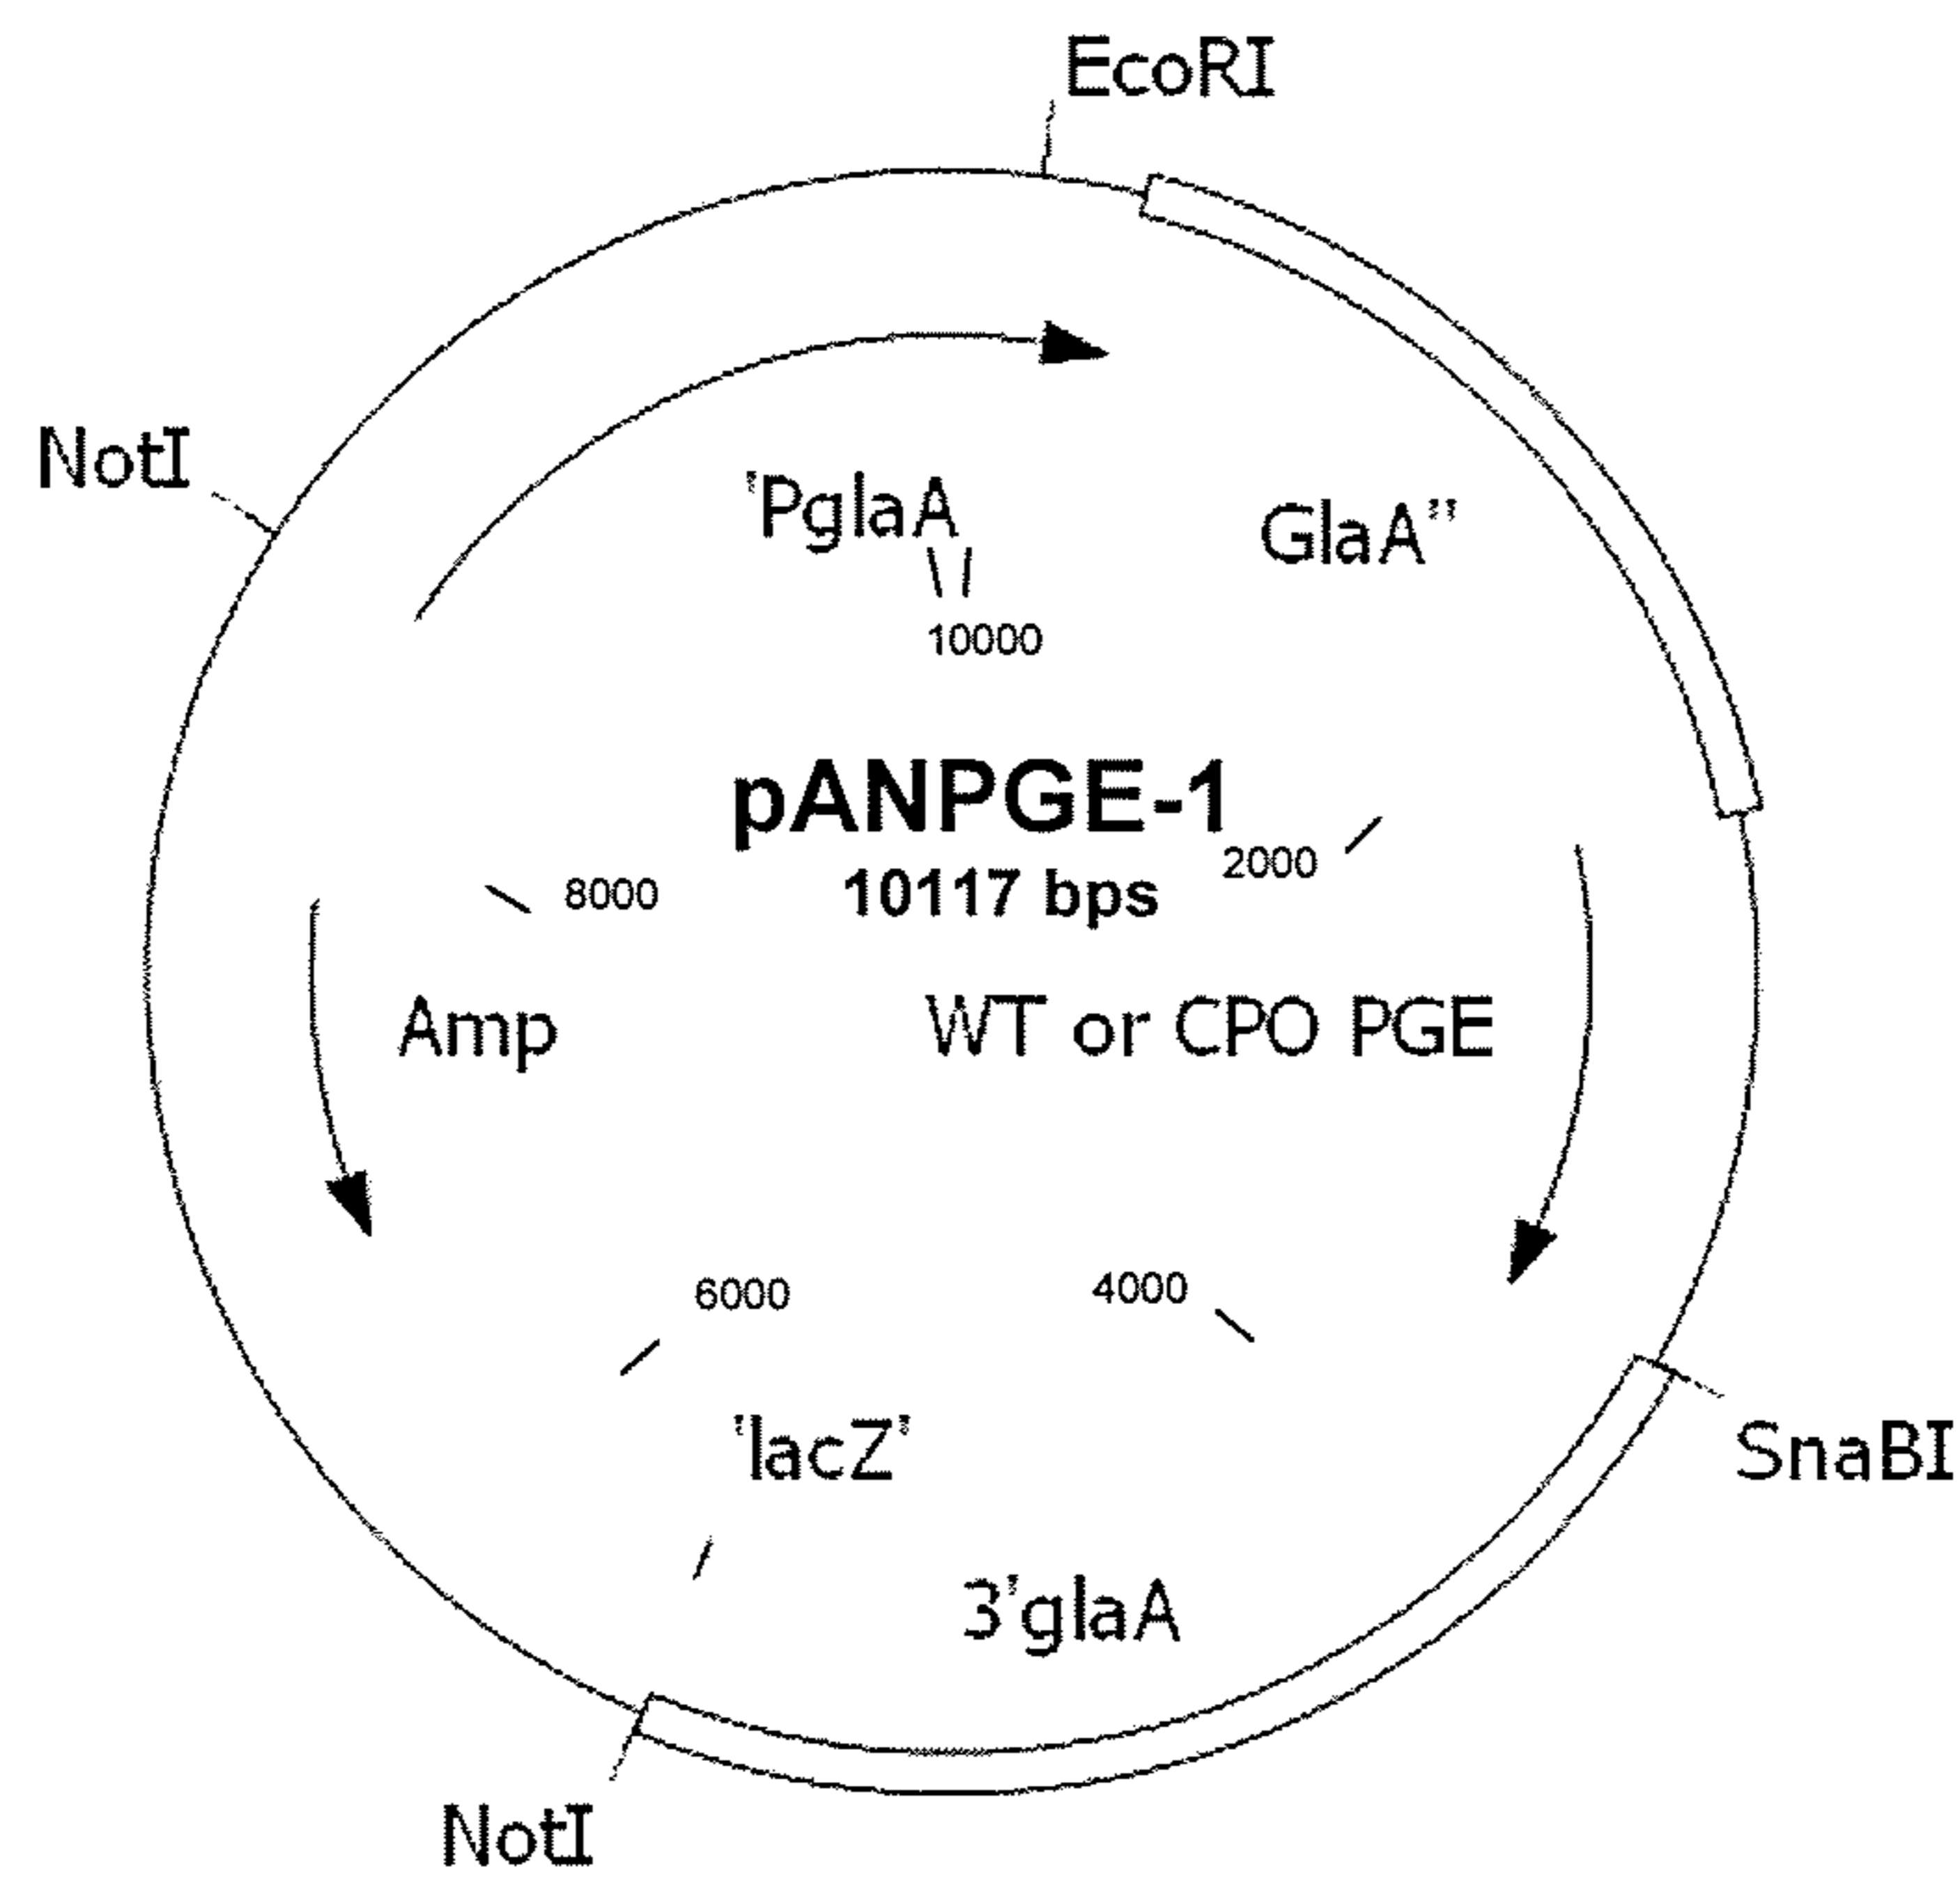 EcoRI
NotI
'PglaA
GlaA"
10000
pANPGE-1
2000
10117 bps
8000
Amp
WT or CPO PGE
6000
4000
'lacZ'
SnaBI
3'glaA
NotI